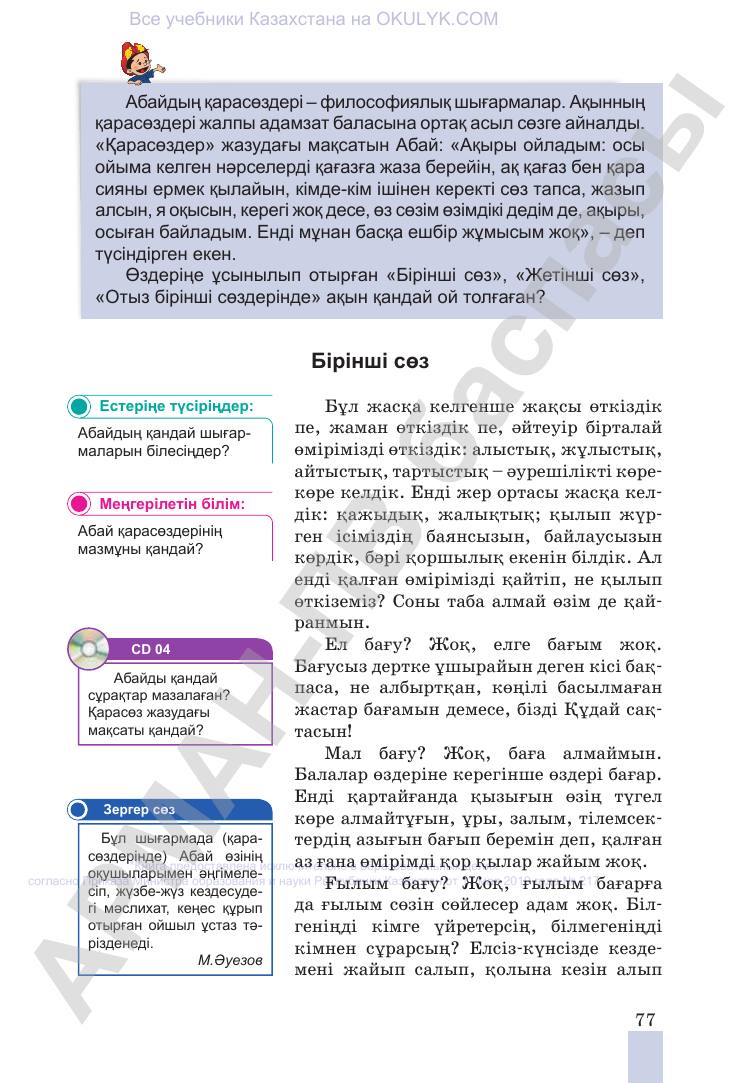 Все учебники Казахстана на OKULYK.COM
Абайдың қарасөздері – философиялық шығармалар. Ақынның
қарасөздері жалпы адамзат баласына ортақ асыл сөзге айналды.
«Қарасөздер» жазудағы мақсатын Абай: «Ақыры ойладым: осы
ойыма келген нәрселерді қағазға жаза берейін, ақ қағаз бен қара
сияны ермек қылайын, кімде-кім ішінен керекті сөз тапса, жазып
алсын, я оқысын, керегі жоқ десе, өз сөзім өзімдікі дедім де, ақыры,
осыған байладым. Енді мұнан басқа ешбір жұмысым жоқ», – деп
түсіндірген екен.
Өздеріңе ұсынылып отырған «Бірінші сөз», «Жетінші сөз»,
«Отыз бірінші сөздерінде» ақын қандай ой толғаған?
Бірінші сөз
Естеріңе түсіріңдер:
Абайдың қандай шығар-
маларын білесіңдер?
Меңгерілетін білім:
Абай қарасөздерінің
мазмұны қандай?
CD 04
Абайды қандай
сұрақтар мазалаған?
Қарасөз жазудағы
мақсаты қандай?
Зергер сөз
Бұл шығармада (қара-
сөздерінде) Абай өзінің
оқушыларымен әңгімеле-
сіп, жүзбе-жүз кездесуде-
гі мәслихат, кеңес құрып
отырған ойшыл ұстаз тә-
різденеді.
М.Әуезов
Бұл жасқа келгенше жақсы өткіздік
пе, жаман өткіздік пе, әйтеуір бірталай
өмірімізді өткіздік: алыстық, жұлыстық,
айтыстық, тартыстық – әурешілікті көре-
көре келдік. Енді жер ортасы жасқа кел-
дік: қажыдық, жалықтық; қылып жүр-
ген ісіміздің баянсызын, байлаусызын
көрдік, бәрі қоршылық екенін білдік. Ал
енді қалған өмірімізді қайтіп, не қылып
өткіземіз? Соны таба алмай өзім де қай-
ранмын.
Ел бағу? Жоқ, елге бағым жоқ.
Бағусыз дертке ұшырайын деген кісі бақ-
паса, не албыртқан, көңілі басылмаған
жастар бағамын демесе, бізді Құдай сақ-
тасын!
Мал бағу? Жоқ, баға алмаймын.
Балалар өздеріне керегінше өздері бағар.
Енді қартайғанда қызығын өзің түгел
көре алмайтұғын, ұры, залым, тілемсек-
тердің азығын бағып беремін деп, қалған
аз ғана өмірімді қор қылар жайым жоқ.
Ғылым бағу? Жоқ, ғылым бағарға
да ғылым сөзін сөйлесер адам жоқ. Біл-
геніңді кімге үйретерсің, білмегеніңді
кімнен сұрарсың? Елсіз-күнсізде кезде-
мені жайып салып, қолына кезін алып
77
АРМАН-ПВ баспасы